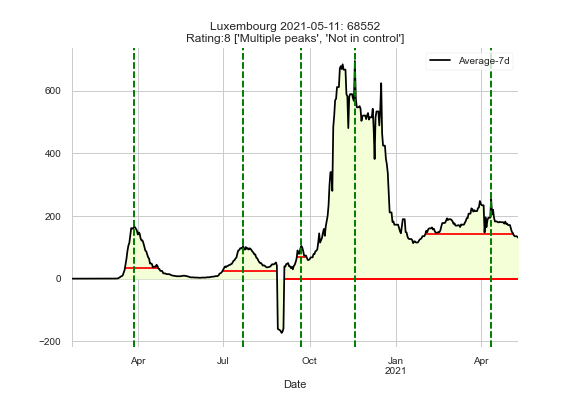 Luxembourg 2021-05-11: 68552
Rating:8 ['Multiple peaks', 'Not in control']
Average-7d
600
400
200
0
−200
Apr
Jul
Oct
Jan
2021
Apr
Date